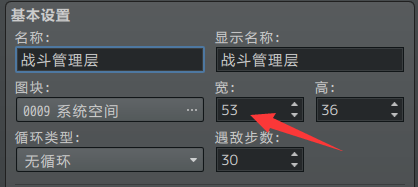 基本设置
名称: 显示名称:
战斗管理层 战斗管理层
图块: 宽: 高:
0009 系统空间 ... 53 36
循环类型: 遇敌步数:
无循环 30